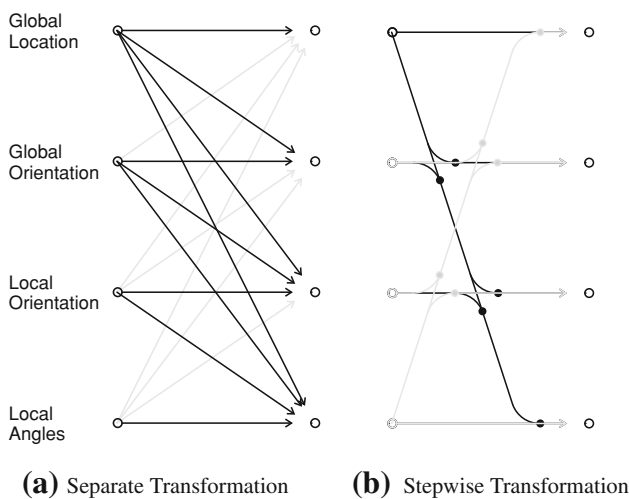 Global
Location
Global
Orientation
Local
Orientation
Local
Angles
(a) Separate Transformation
(b) Stepwise Transformation